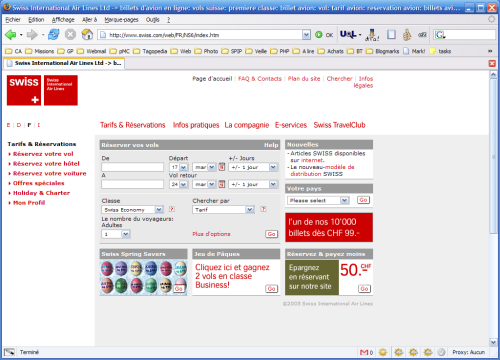 Swiss International Air Lines Ltd -> billets d'avion en ligne: vols suisse: premiere classe: billet avion: vol: tarif avion: reservation avion: billets avi...
Fichier Edition Affichage Aller à Marque-pages Outils ?
http://www.swiss.com/web/FR/NS6/index.htm
OK
CA Missions GP Webmail pMC Tagopedia Web Photo SPIP Veille PHP A lire Achats BT Blogmarks Mark! tasks
Swiss International Air Lines Ltd -> b...
swiss
Swiss
International
Air Lines
Page d'accueil FAQ & Contacts Plan du site Chercher Infos
légales
E D F I
Tarifs & Réservations Infos pratiques La compagnie E-services Swiss TravelClub
Tarifs & Réservations
Réservez votre vol
Réservez votre hôtel
Réservez votre voiture
Offres spéciales
Holiday & Charter
Mon Profil
Réserver vos vols Help
De Départ +/- Jours
17 mar +/- 1 jour
A Vol retour
24 mar +/- 1 jour
Classe Chercher par
Swiss Economy ? Tarif ?
Le nombre du voyageurs:
Adultes
1 Plus d'options Go
Nouvelles
- Articles SWISS disponibles
sur internet.
- Le nouveau-modèle de
distribution SWISS
Votre pays
Please select Go
l'un de nos 10'000
billets dès CHF 99.-
Swiss Spring Savers
Go
Jeu de Pâques
Cliquez ici et gagnez
2 vols en classe
Business!
Go
Réservez & payez moins
Epargnez
en réservant
sur notre site
50.- CHF
Go
©2005 Swiss International Air Lines
Terminé
0
Proxy: Aucun